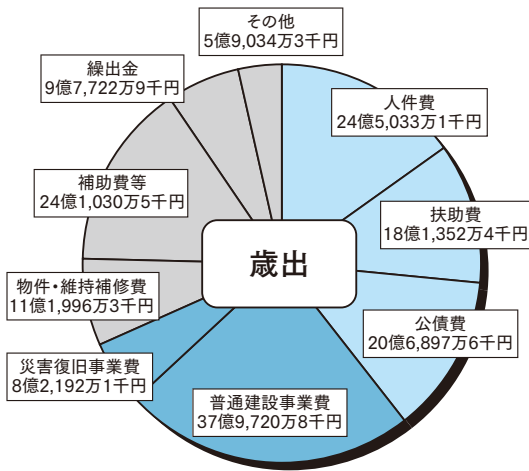 その他
5億9,034万3千円
繰出金
9億7,722万9千円
人件費
24億5,033万1千円
補助費等
24億1,030万5千円
扶助費
18億1,352万4千円
歳出
物件・維持補修費
11億1,996万3千円
公債費
20億6,897万6千円
災害復旧事業費
8億2,192万1千円
普通建設事業費
37億9,720万8千円